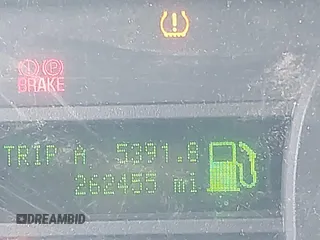 (!) (P)
BRAKE
TRIP A 5391.8
262455 mi
DREAMBID